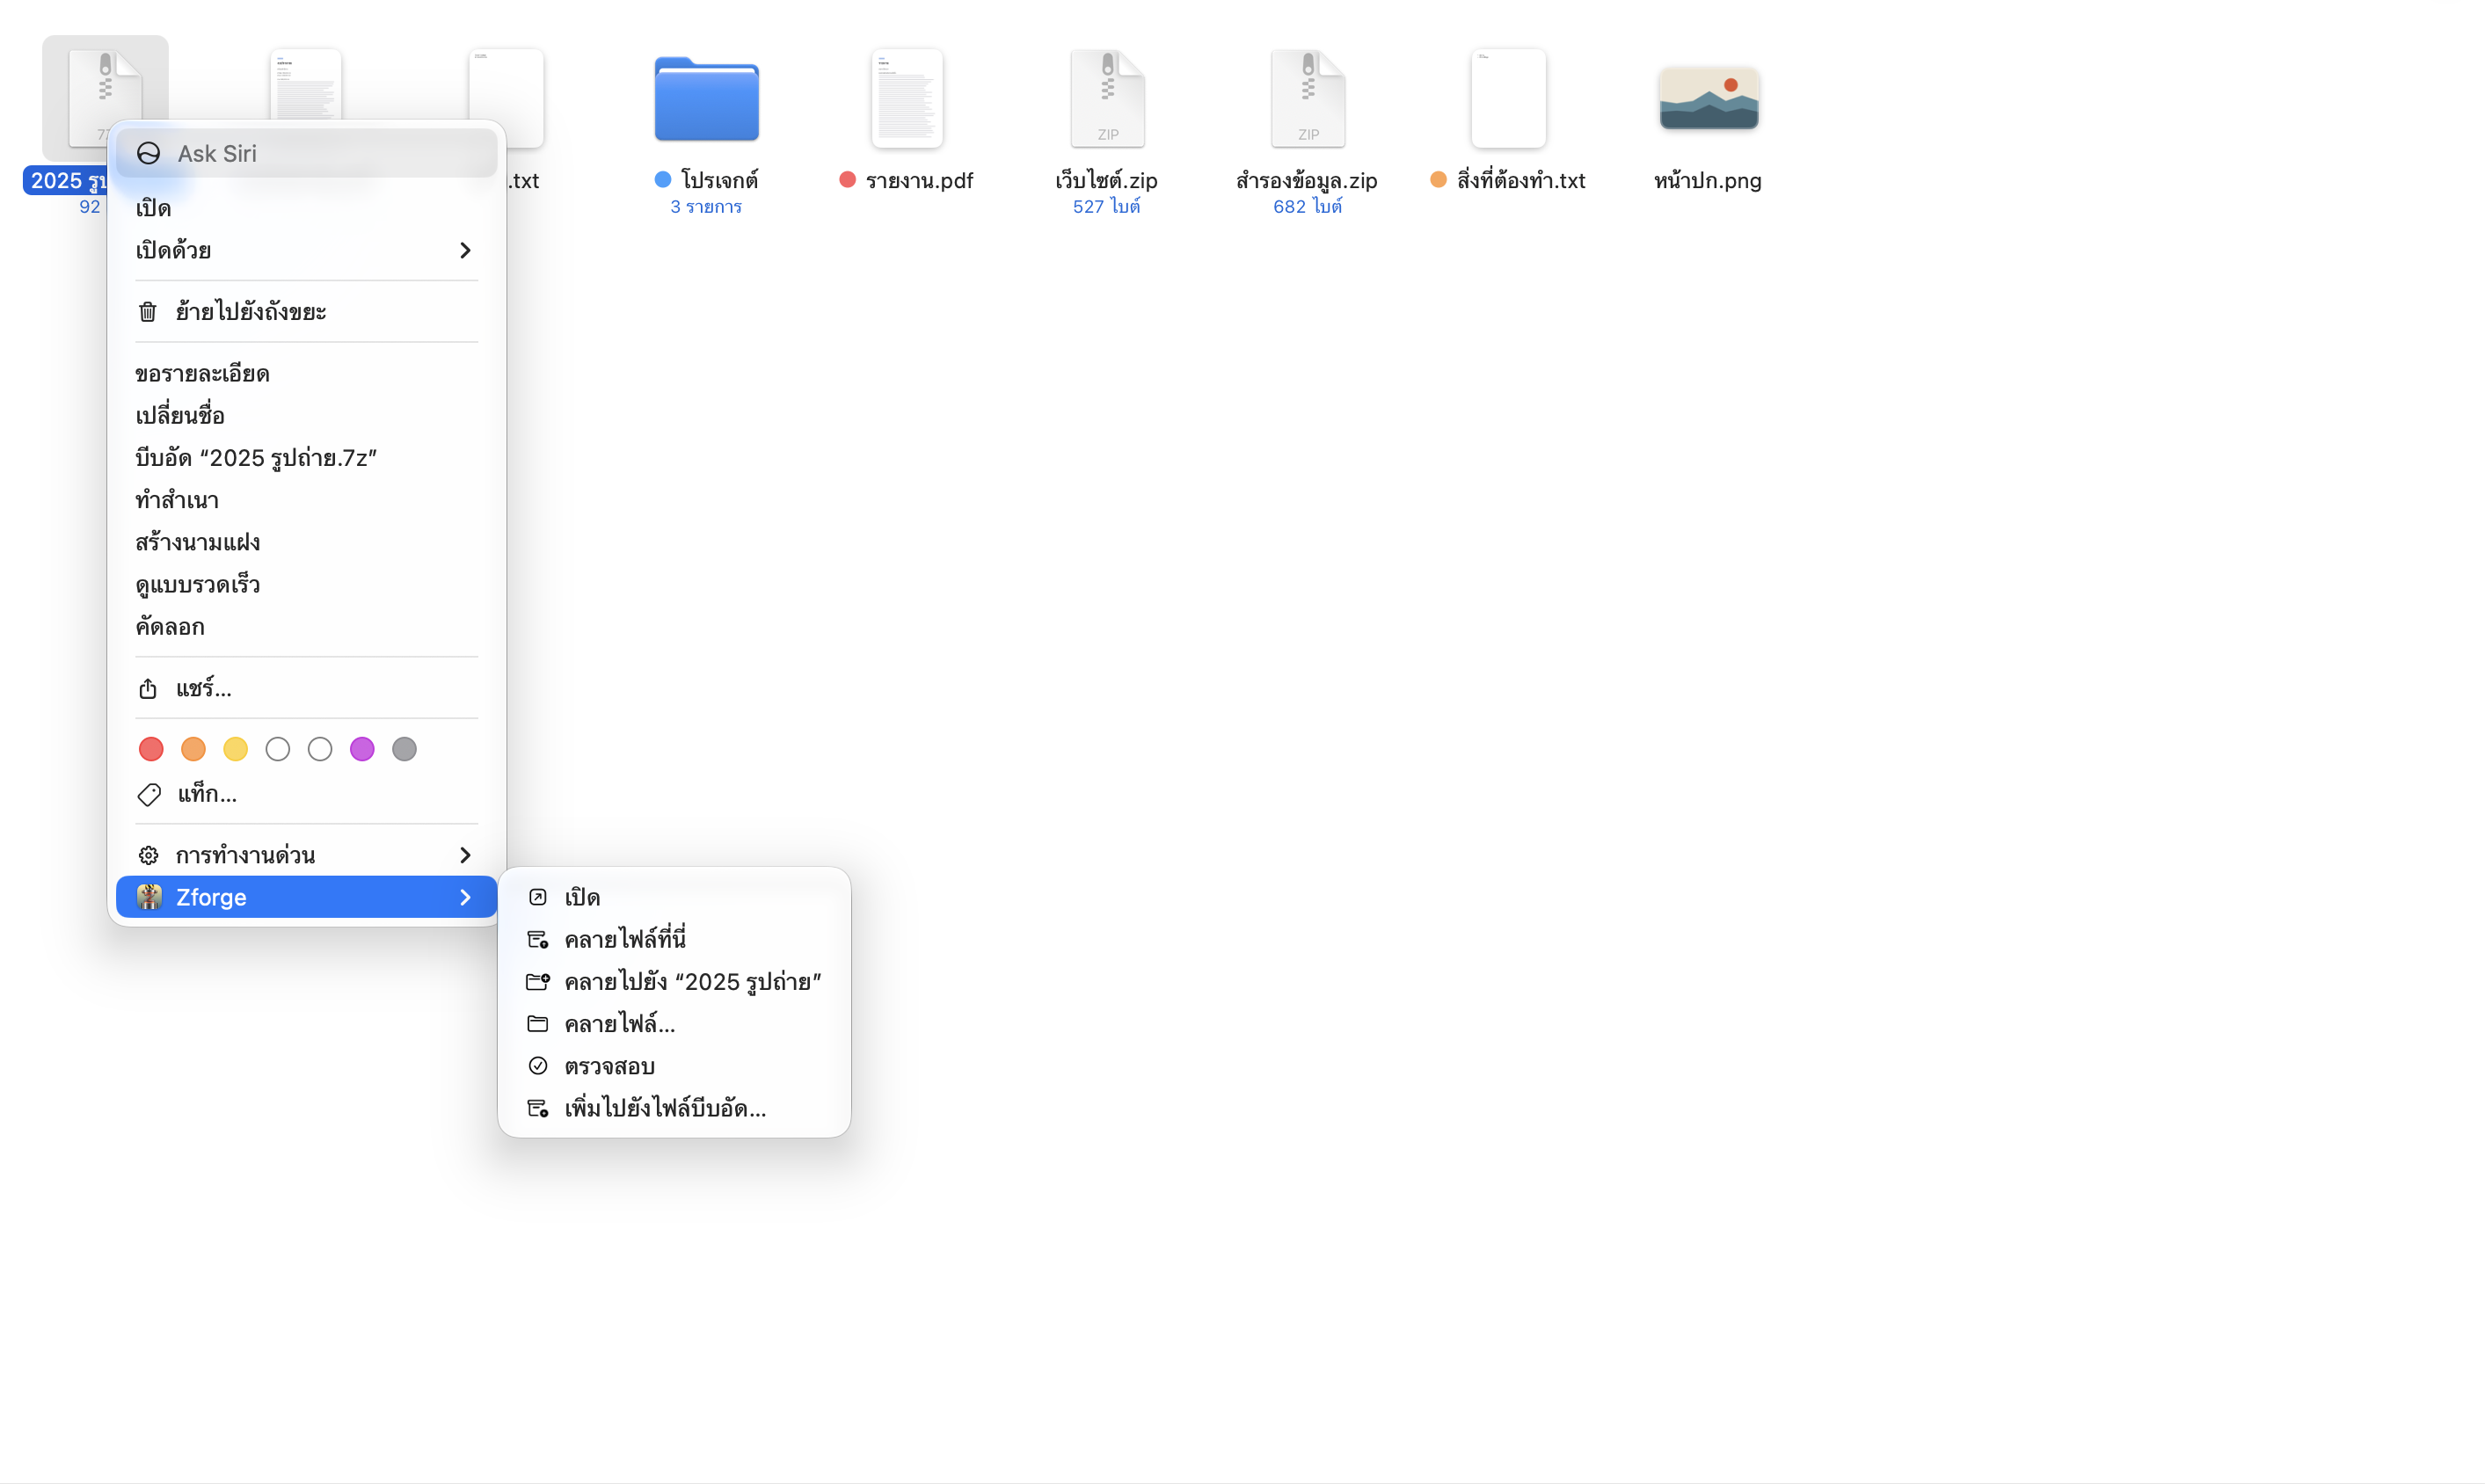 7Z
ZIP
ZIP
2025 รูป
.txt
โปรเจกต์
รายงาน.pdf
เว็บไซต์.zip
สำรองข้อมูล.zip
สิ่งที่ต้องทำ.txt
หน้าปก.png
92
3 รายการ
527 ไบต์
682 ไบต์
Ask Siri
เปิด
เปิดด้วย
ย้ายไปยังถังขยะ
ขอรายละเอียด
เปลี่ยนชื่อ
บีบอัด “2025 รูปถ่าย.7z”
ทำสำเนา
สร้างนามแฝง
ดูแบบรวดเร็ว
คัดลอก
แชร์...
แท็ก...
การทำงานด่วน
Zforge
เปิด
คลายไฟล์ที่นี่
คลายไปยัง “2025 รูปถ่าย”
คลายไฟล์...
ตรวจสอบ
เพิ่มไปยังไฟล์บีบอัด...